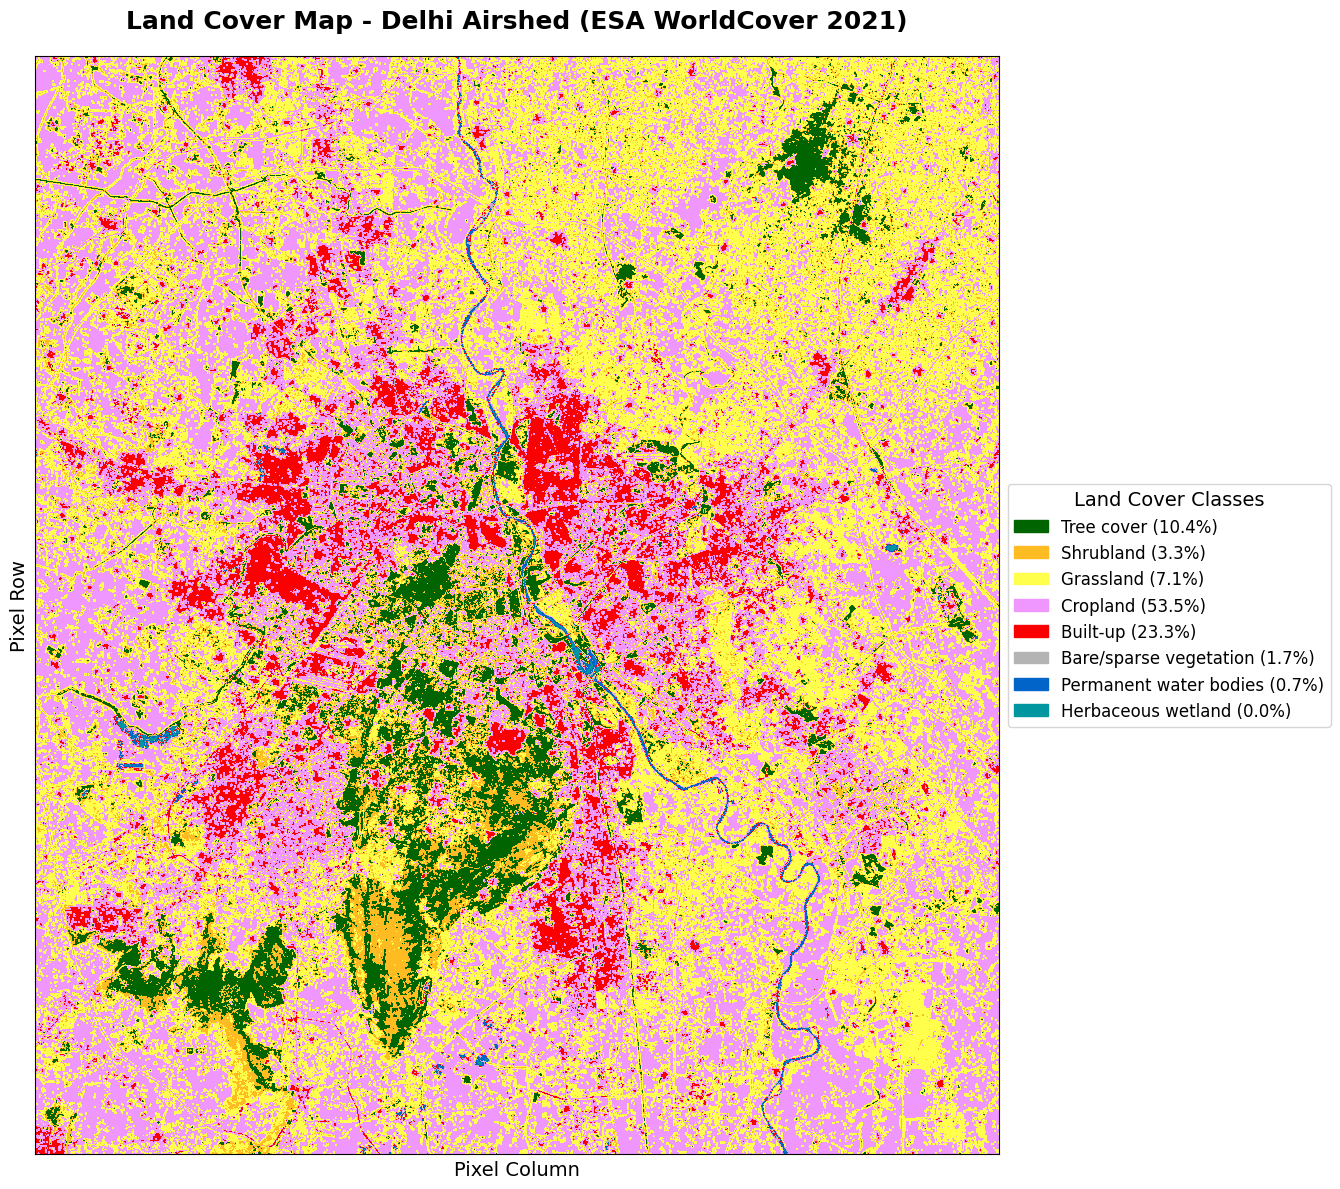 Land Cover Map - Delhi Airshed (ESA WorldCover 2021)
Pixel Row
Pixel Column
Land Cover Classes
Tree cover (10.4%)
Shrubland (3.3%)
Grassland (7.1%)
Cropland (53.5%)
Built-up (23.3%)
Bare/sparse vegetation (1.7%)
Permanent water bodies (0.7%)
Herbaceous wetland (0.0%)